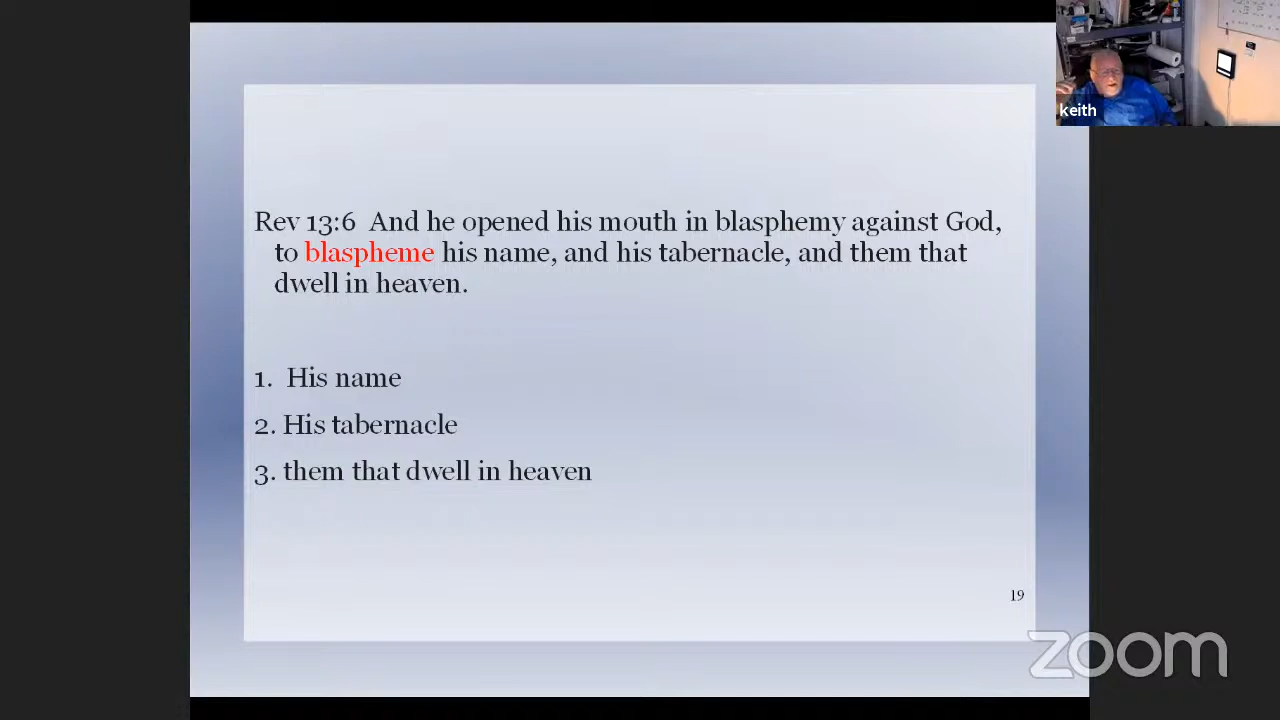 keith
Rev 13:6 And he opened his mouth in blasphemy against God,
to blaspheme his name, and his tabernacle, and them that
dwell in heaven.
1. His name
2. His tabernacle
3. them that dwell in heaven
19
zoom